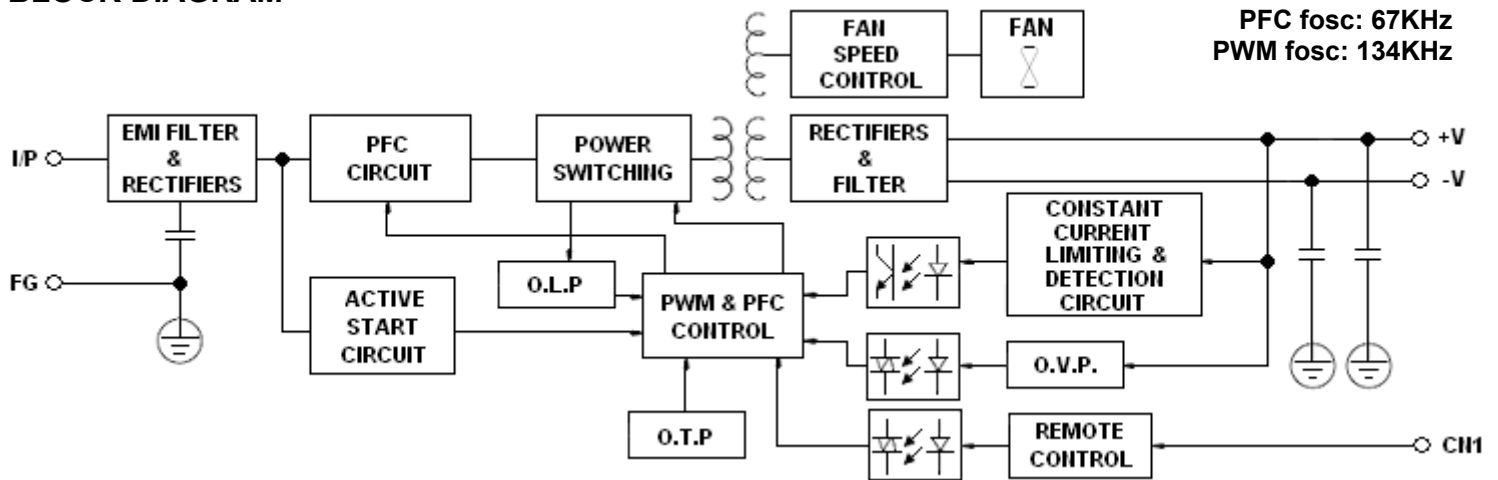 PFC fosc: 67KHz
PWM fosc: 134KHz
FAN
SPEED
CONTROL
FAN
I/P
EMI FILTER
&
RECTIFIERS
PFC
CIRCUIT
POWER
SWITCHING
RECTIFIERS
&
FILTER
+V
-V
FG
ACTIVE
START
CIRCUIT
O.L.P
PWM & PFC
CONTROL
CONSTANT
CURRENT
LIMITING &
DETECTION
CIRCUIT
O.V.P.
O.T.P
REMOTE
CONTROL
CN1